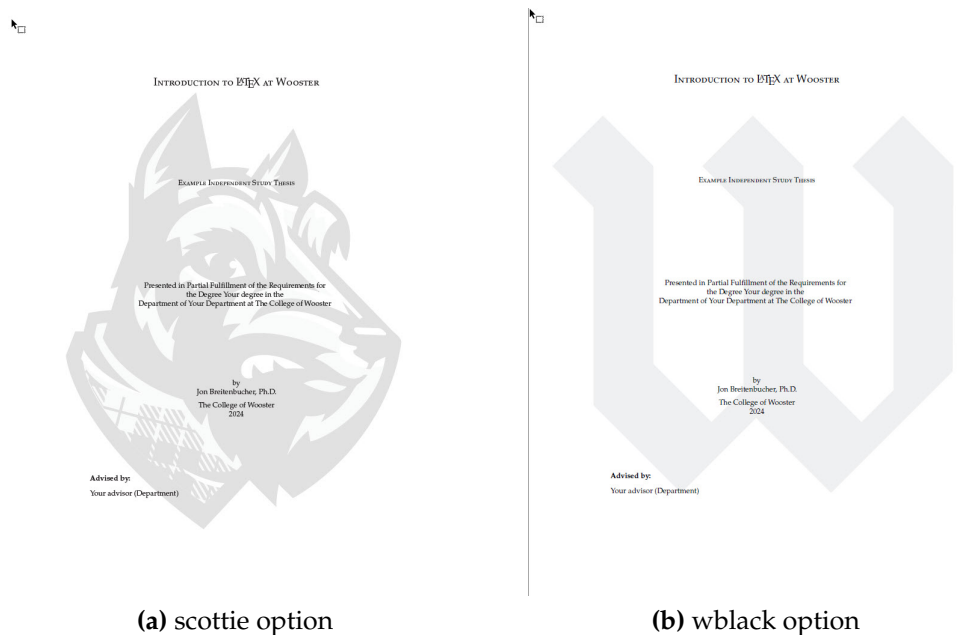 Introduction to LaTeX at Wooster
Example Independent Study Thesis
Presented in Partial Fulfillment of the Requirements for
the Degree Your degree in the
Department of Your Department at The College of Wooster
by
Jon Breitenbucher, Ph.D.
The College of Wooster
2024
Advised by:
Your advisor (Department)
(a) scottie option
Introduction to LaTeX at Wooster
Example Independent Study Thesis
Presented in Partial Fulfillment of the Requirements for
the Degree Your degree in the
Department of Your Department at The College of Wooster
by
Jon Breitenbucher, Ph.D.
The College of Wooster
2024
Advised by:
Your advisor (Department)
(b) wblack option